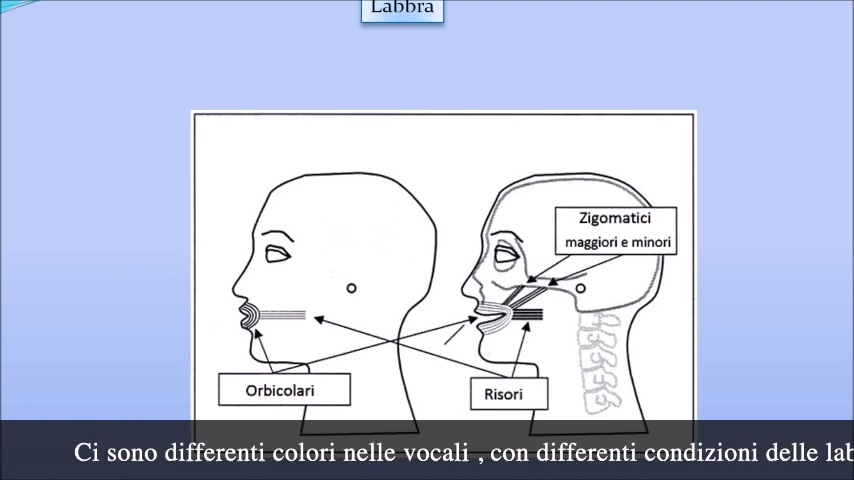 Labbra
Zigomatici
maggiori e minori
Orbicolari
Risori
Ci sono differenti colori nelle vocali , con differenti condizioni delle lab